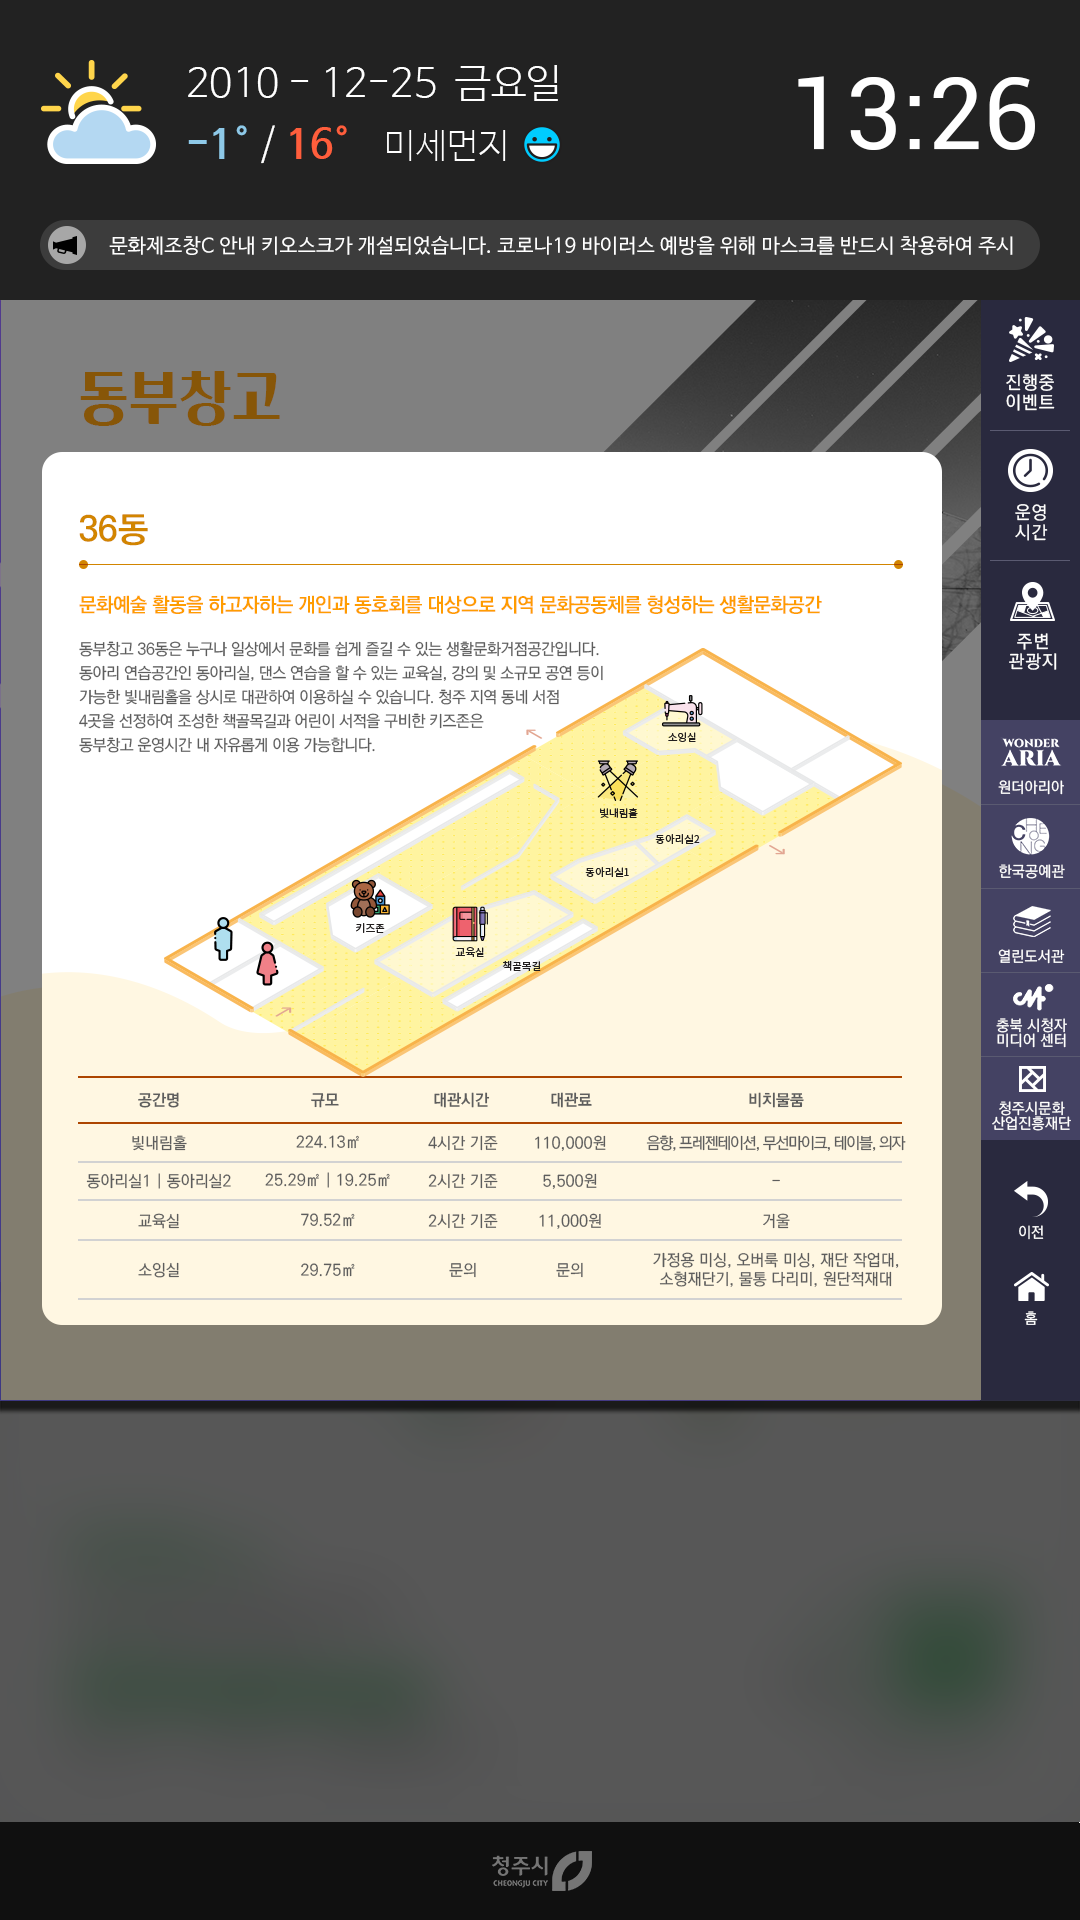 2010 - 12-25 금요일
-1° / 16° 미세먼지
13:26
문화제조창C 안내 키오스크가 개설되었습니다. 코로나19 바이러스 예방을 위해 마스크를 반드시 착용하여 주시
동부창고
36동
문화예술 활동을 하고자하는 개인과 동호회를 대상으로 지역 문화공동체를 형성하는 생활문화공간
동부창고 36동은 누구나 일상에서 문화를 쉽게 즐길 수 있는 생활문화거점공간입니다.
동아리 연습공간인 동아리실, 댄스 연습을 할 수 있는 교육실, 강의 및 소규모 공연 등이
가능한 빛내림홀을 상시로 대관하여 이용하실 수 있습니다. 청주 지역 동네 서점
4곳을 선정하여 조성한 책골목길과 어린이 서적을 구비한 키즈존은
동부창고 운영시간 내 자유롭게 이용 가능합니다.
소잉실
빛내림홀
동아리실2
동아리실1
키즈존
교육실
책골목길
공간명 규모 대관시간 대관료 비치물품
빛내림홀 224.13㎡ 4시간 기준 110,000원 음향, 프레젠테이션, 무선마이크, 테이블, 의자
동아리실1 | 동아리실2 25.29㎡ | 19.25㎡ 2시간 기준 5,500원 -
교육실 79.52㎡ 2시간 기준 11,000원 거울
소잉실 29.75㎡ 문의 문의 가정용 미싱, 오버룩 미싱, 재단 작업대,
소형재단기, 물통 다리미, 원단적재대
진행중
이벤트
운영
시간
주변
관광지
WONDER
ARIA
원더아리아
CHEONG
한국공예관
열린도서관
충북 시청자
미디어 센터
청주시문화
산업진흥재단
이전
홈
청주시
CHEONGJU CITY